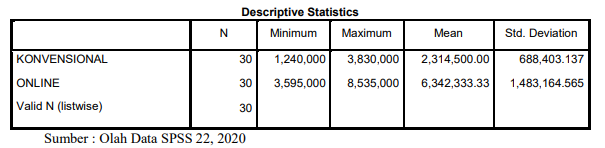 Descriptive Statistics
N Minimum Maximum Mean Std. Deviation
KONVENSIONAL 30 1,240,000 3,830,000 2,314,500.00 688,403.137
ONLINE 30 3,595,000 8,535,000 6,342,333.33 1,483,164.565
Valid N (listwise) 30
Sumber : Olah Data SPSS 22, 2020